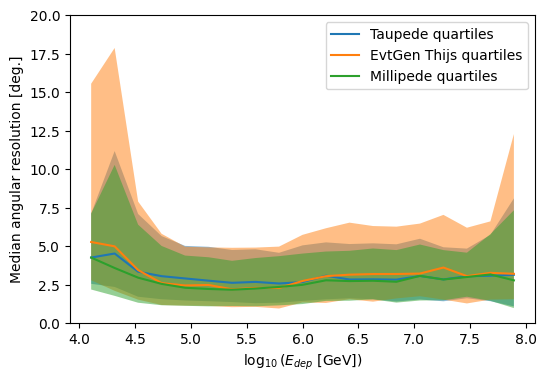 20.0
17.5
15.0
12.5
10.0
7.5
5.0
2.5
0.0
Median angular resolution [deg.]
Taupede quartiles
EvtGen Thijs quartiles
Millipede quartiles
4.0 4.5 5.0 5.5 6.0 6.5 7.0 7.5 8.0
log₁₀(E_dep [GeV])